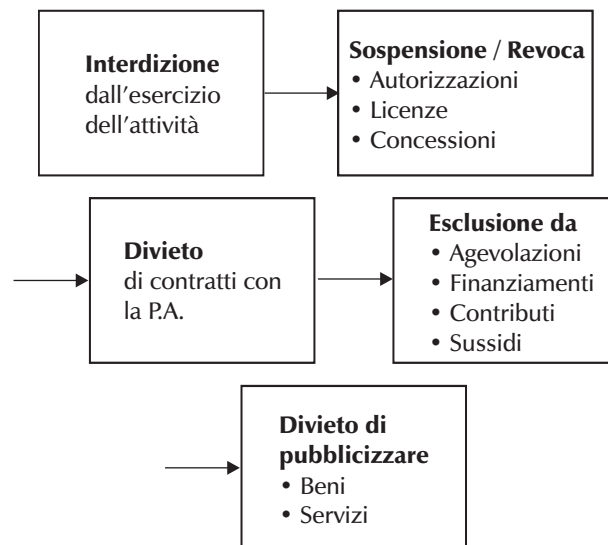 Interdizione
dall'esercizio
dell'attività
Sospensione / Revoca
• Autorizzazioni
• Licenze
• Concessioni
Divieto
di contratti con
la P.A.
Esclusione da
• Agevolazioni
• Finanziamenti
• Contributi
• Sussidi
Divieto di
pubblicizzare
• Beni
• Servizi